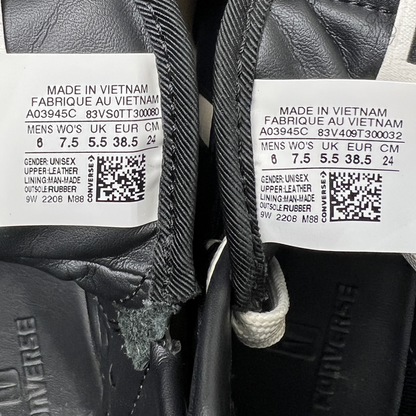 MADE IN VIETNAM
FABRIQUE AU VIETNAM
A03945C 83VS0TT300080
MENS WO'S UK EUR CM
6 7.5 5.5 38.5 24
GENDER: UNISEX
UPPER: LEATHER
LINING: MAN-MADE
OUTSOLE: RUBBER
9W 2208 M88
CONVERSE
MADE IN VIETNAM
FABRIQUE AU VIETNAM
A03945C 83V409T300032
MENS WO'S UK EUR CM
6 7.5 5.5 38.5 24
GENDER: UNISEX
UPPER: LEATHER
LINING: MAN-MADE
OUTSOLE: RUBBER
9W 2208 M88
CONVERSE
CONVERSE
CONVERSE